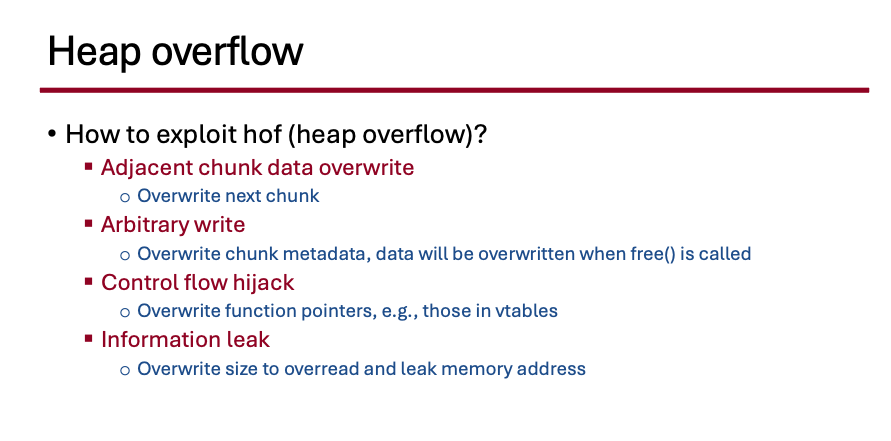 Heap overflow
• How to exploit hof (heap overflow)?
▪ Adjacent chunk data overwrite
o Overwrite next chunk
▪ Arbitrary write
o Overwrite chunk metadata, data will be overwritten when free() is called
▪ Control flow hijack
o Overwrite function pointers, e.g., those in vtables
▪ Information leak
o Overwrite size to overread and leak memory address